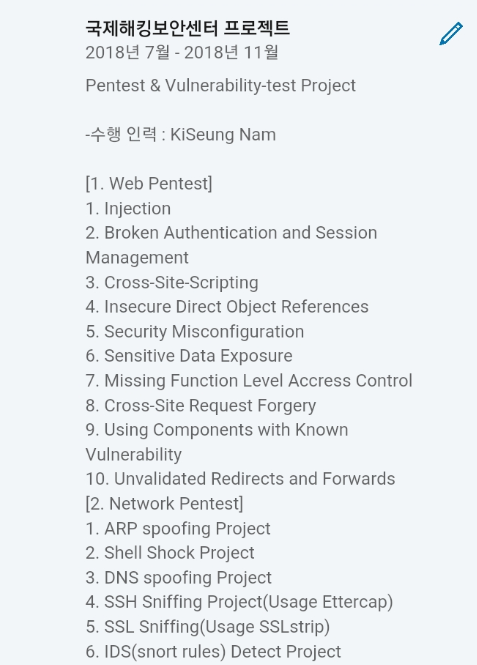 국제해킹보안센터 프로젝트
2018년 7월 - 2018년 11월
Pentest & Vulnerability-test Project
-수행 인력 : KiSeung Nam
[1. Web Pentest]
1. Injection
2. Broken Authentication and Session
Management
3. Cross-Site-Scripting
4. Insecure Direct Object References
5. Security Misconfiguration
6. Sensitive Data Exposure
7. Missing Function Level Accress Control
8. Cross-Site Request Forgery
9. Using Components with Known
Vulnerability
10. Unvalidated Redirects and Forwards
[2. Network Pentest]
1. ARP spoofing Project
2. Shell Shock Project
3. DNS spoofing Project
4. SSH Sniffing Project(Usage Ettercap)
5. SSL Sniffing(Usage SSLstrip)
6. IDS(snort rules) Detect Project